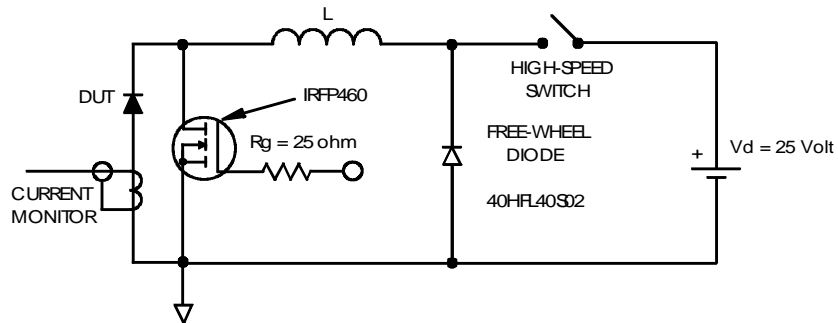 L
HIGH-SPEED
SWITCH
DUT
IRFP460
Rg = 25 ohm
FREE-WHEEL
DIODE
+
Vd = 25 Volt
40HFL40S02
CURRENT
MONITOR